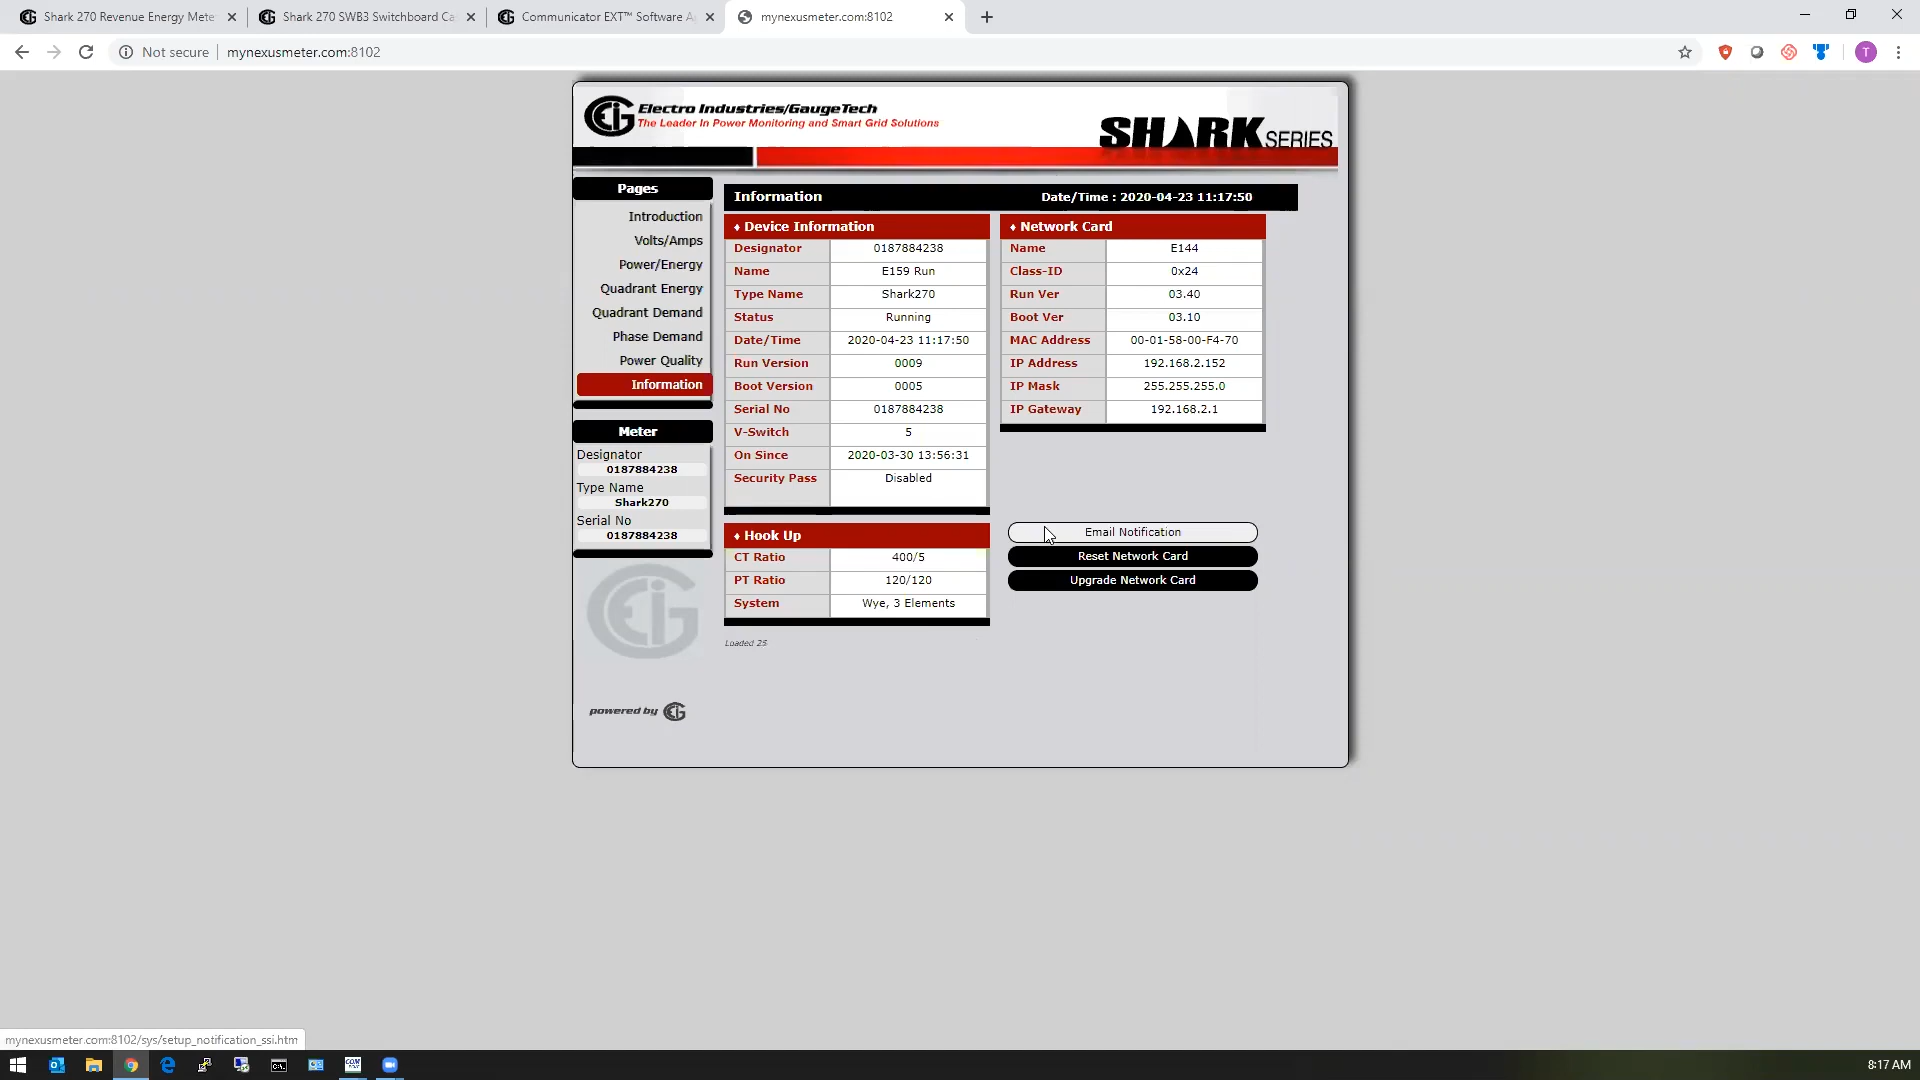 Shark 270 Revenue Energy Mete
Shark 270 SWB3 Switchboard Ca
Communicator EXT™ Software A
mynexusmeter.com:8102
Not secure
mynexusmeter.com:8102
T
Electro Industries/GaugeTech
The Leader In Power Monitoring and Smart Grid Solutions
SHARK SERIES
Pages
Introduction
Volts/Amps
Power/Energy
Quadrant Energy
Quadrant Demand
Phase Demand
Power Quality
Information
Meter
Designator
0187884238
Type Name
Shark270
Serial No
0187884238
powered by
Information Date/Time : 2020-04-23 11:17:50
♦ Device Information
Designator 0187884238
Name E159 Run
Type Name Shark270
Status Running
Date/Time 2020-04-23 11:17:50
Run Version 0009
Boot Version 0005
Serial No 0187884238
V-Switch 5
On Since 2020-03-30 13:56:31
Security Pass Disabled
♦ Hook Up
CT Ratio 400/5
PT Ratio 120/120
System Wye, 3 Elements
Loaded 25
♦ Network Card
Name E144
Class-ID 0x24
Run Ver 03.40
Boot Ver 03.10
MAC Address 00-01-58-00-F4-70
IP Address 192.168.2.152
IP Mask 255.255.255.0
IP Gateway 192.168.2.1
Email Notification
Reset Network Card
Upgrade Network Card
mynexusmeter.com:8102/sys/setup_notification_ssi.htm
8:17 AM